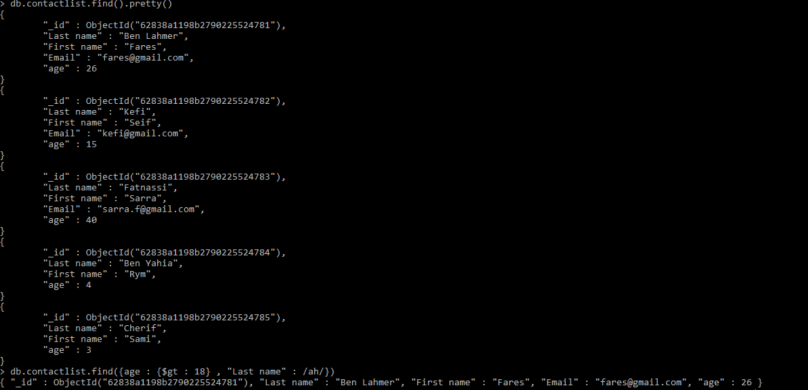 > db.contactlist.find().pretty()
{
"_id" : ObjectId("62838a1198b2790225524781"),
"Last name" : "Ben Lahmer",
"First name" : "Fares",
"Email" : "fares@gmail.com",
"age" : 26
}
{
"_id" : ObjectId("62838a1198b2790225524782"),
"Last name" : "Kefi",
"First name" : "Seif",
"Email" : "kefi@gmail.com",
"age" : 15
}
{
"_id" : ObjectId("62838a1198b2790225524783"),
"Last name" : "Fatnassi",
"First name" : "Sarra",
"Email" : "sarra.f@gmail.com",
"age" : 40
}
{
"_id" : ObjectId("62838a1198b2790225524784"),
"Last name" : "Ben Yahia",
"First name" : "Rym",
"age" : 4
}
{
"_id" : ObjectId("62838a1198b2790225524785"),
"Last name" : "Cherif",
"First name" : "Sami",
"age" : 3
}
> db.contactlist.find({age : {$gt : 18} , "Last name" : /ah/})
{ "_id" : ObjectId("62838a1198b2790225524781"), "Last name" : "Ben Lahmer", "First name" : "Fares", "Email" : "fares@gmail.com", "age" : 26 }